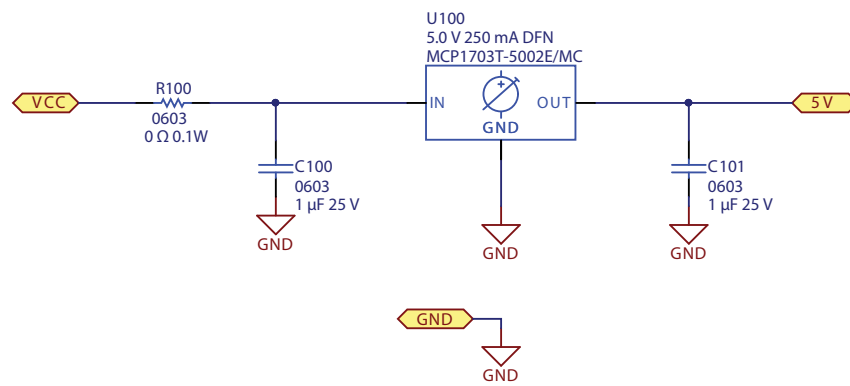 U100
5.0 V 250 mA DFN
MCP1703T-5002E/MC
VCC
R100
0603
0 Ω 0.1W
IN
OUT
GND
5V
C100
0603
1 µF 25 V
GND
GND
C101
0603
1 µF 25 V
GND
GND
GND